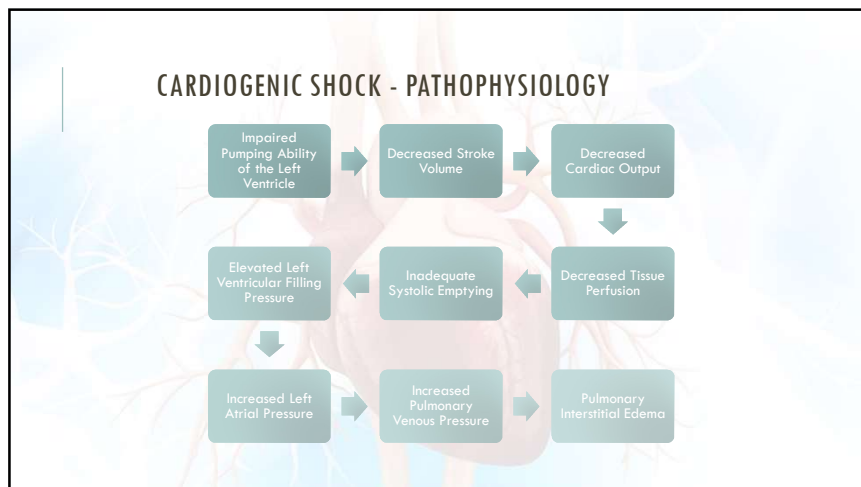 CARDIOGENIC SHOCK - PATHOPHYSIOLOGY
Impaired
Pumping Ability
of the Left
Ventricle
Decreased Stroke
Volume
Decreased
Cardiac Output
Decreased Tissue
Perfusion
Inadequate
Systolic Emptying
Elevated Left
Ventricular Filling
Pressure
Increased Left
Atrial Pressure
Increased
Pulmonary
Venous Pressure
Pulmonary
Interstitial Edema